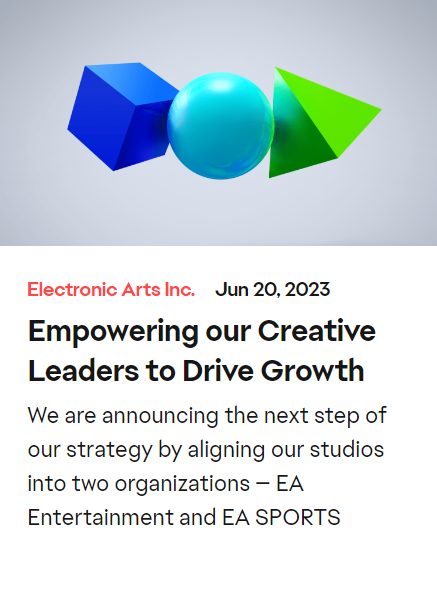 Electronic Arts Inc. Jun 20, 2023
Empowering our Creative
Leaders to Drive Growth
We are announcing the next step of
our strategy by aligning our studios
into two organizations – EA
Entertainment and EA SPORTS